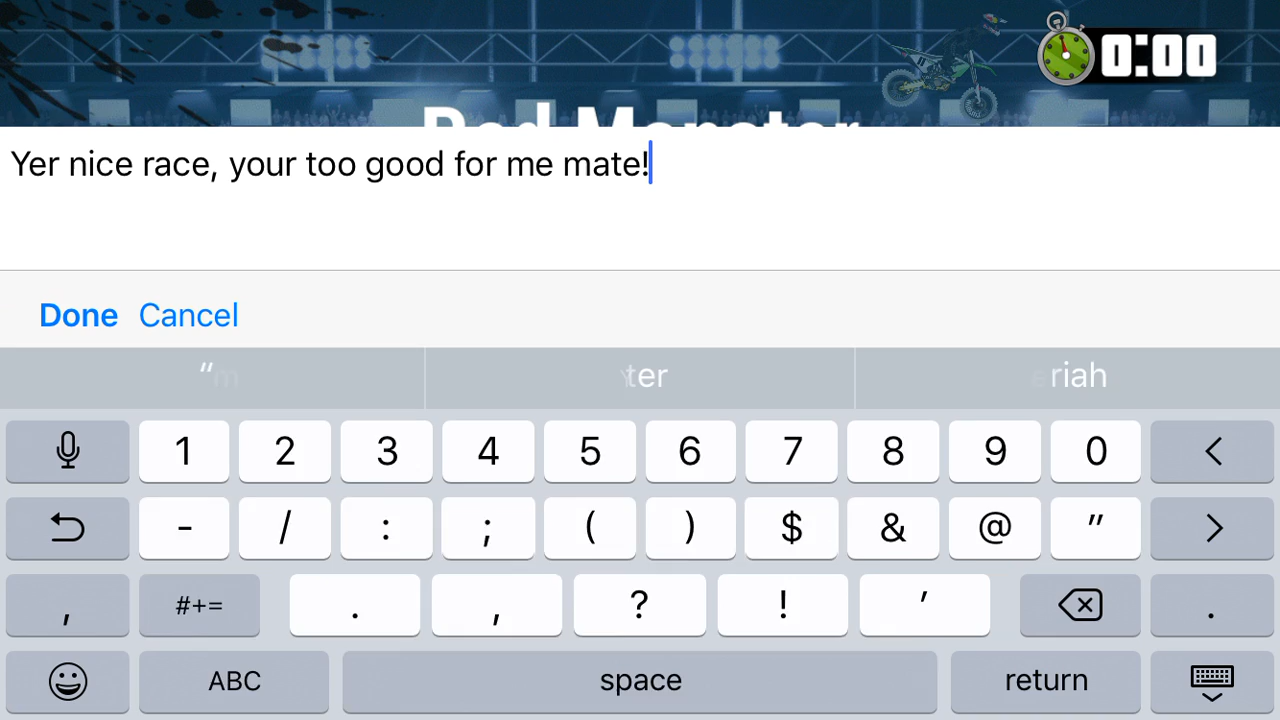 0:00
Yer nice race, your too good for me mate!
Done Cancel
" ter riah
1 2 3 4 5 6 7 8 9 0 <
- / : ; ( ) $ & @ " >
, #+= . , ? ! ' .
ABC space return